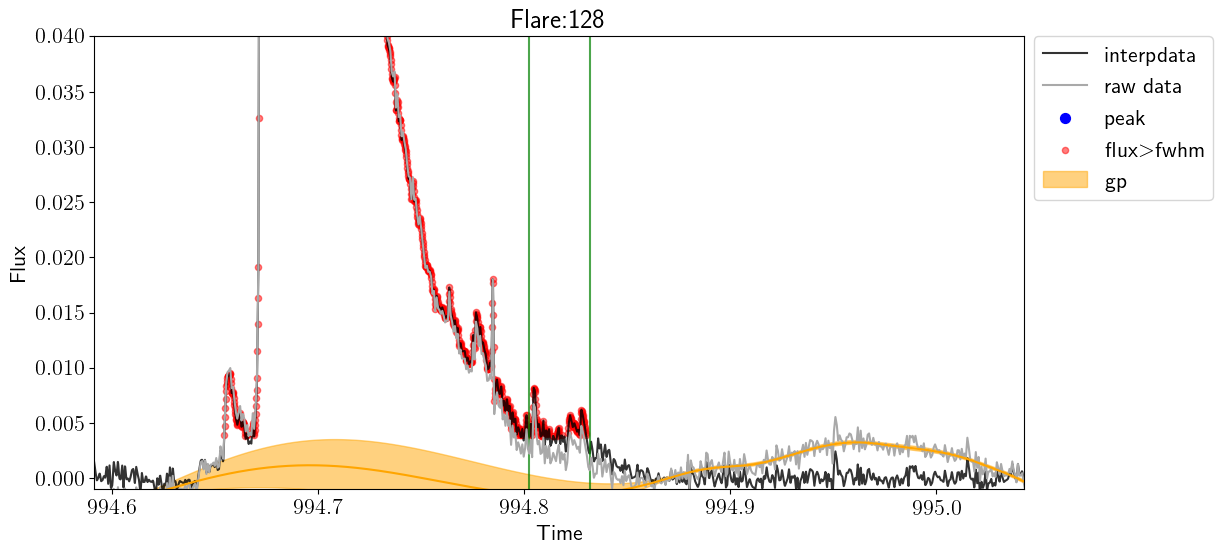 Flare:128
0.040
0.035
0.030
0.025
0.020
0.015
0.010
0.005
0.000
Flux
994.6 994.7 994.8 994.9 995.0
Time
interpdata
raw data
peak
flux>fwhm
gp